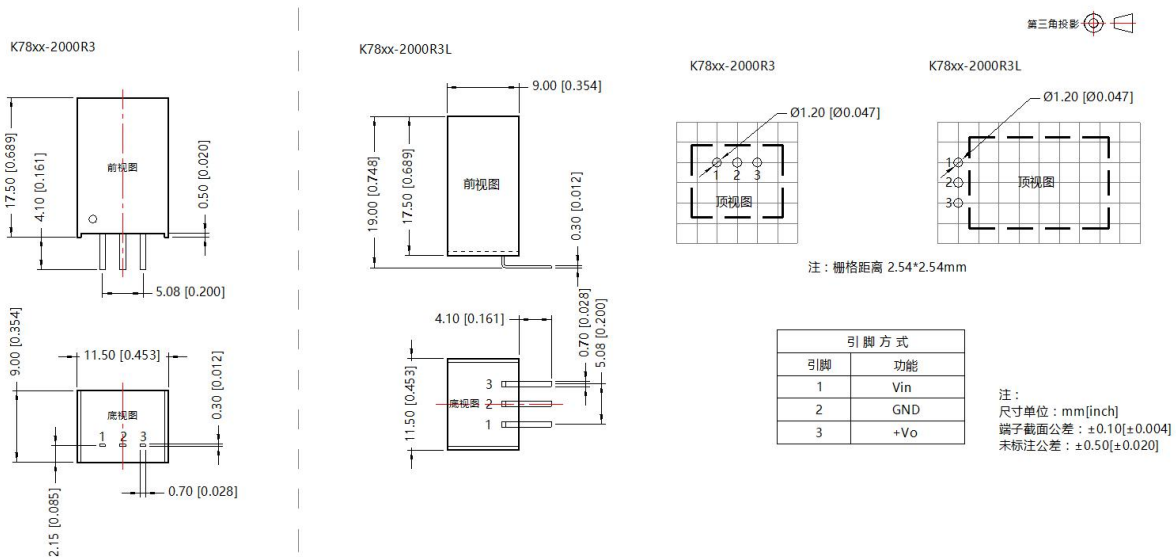 第三角投影
K78xx-2000R3
17.50 [0.689]
4.10 [0.161]
前视图
0.50 [0.020]
5.08 [0.200]
9.00 [0.354]
11.50 [0.453]
底视图
1 2 3
0.30 [0.012]
2.15 [0.085]
0.70 [0.028]
K78xx-2000R3L
9.00 [0.354]
19.00 [0.748]
17.50 [0.689]
前视图
0.30 [0.012]
4.10 [0.161]
0.70 [0.028]
5.08 [0.200]
11.50 [0.453]
底视图
3
2
1
K78xx-2000R3
Ø1.20 [Ø0.047]
1 2 3
顶视图
K78xx-2000R3L
Ø1.20 [Ø0.047]
1
2
3
顶视图
注：栅格距离 2.54*2.54mm
引脚方式
引脚 功能
1 Vin
2 GND
3 +Vo
注：
尺寸单位：mm[inch]
端子截面公差：±0.10[±0.004]
未标注公差：±0.50[±0.020]